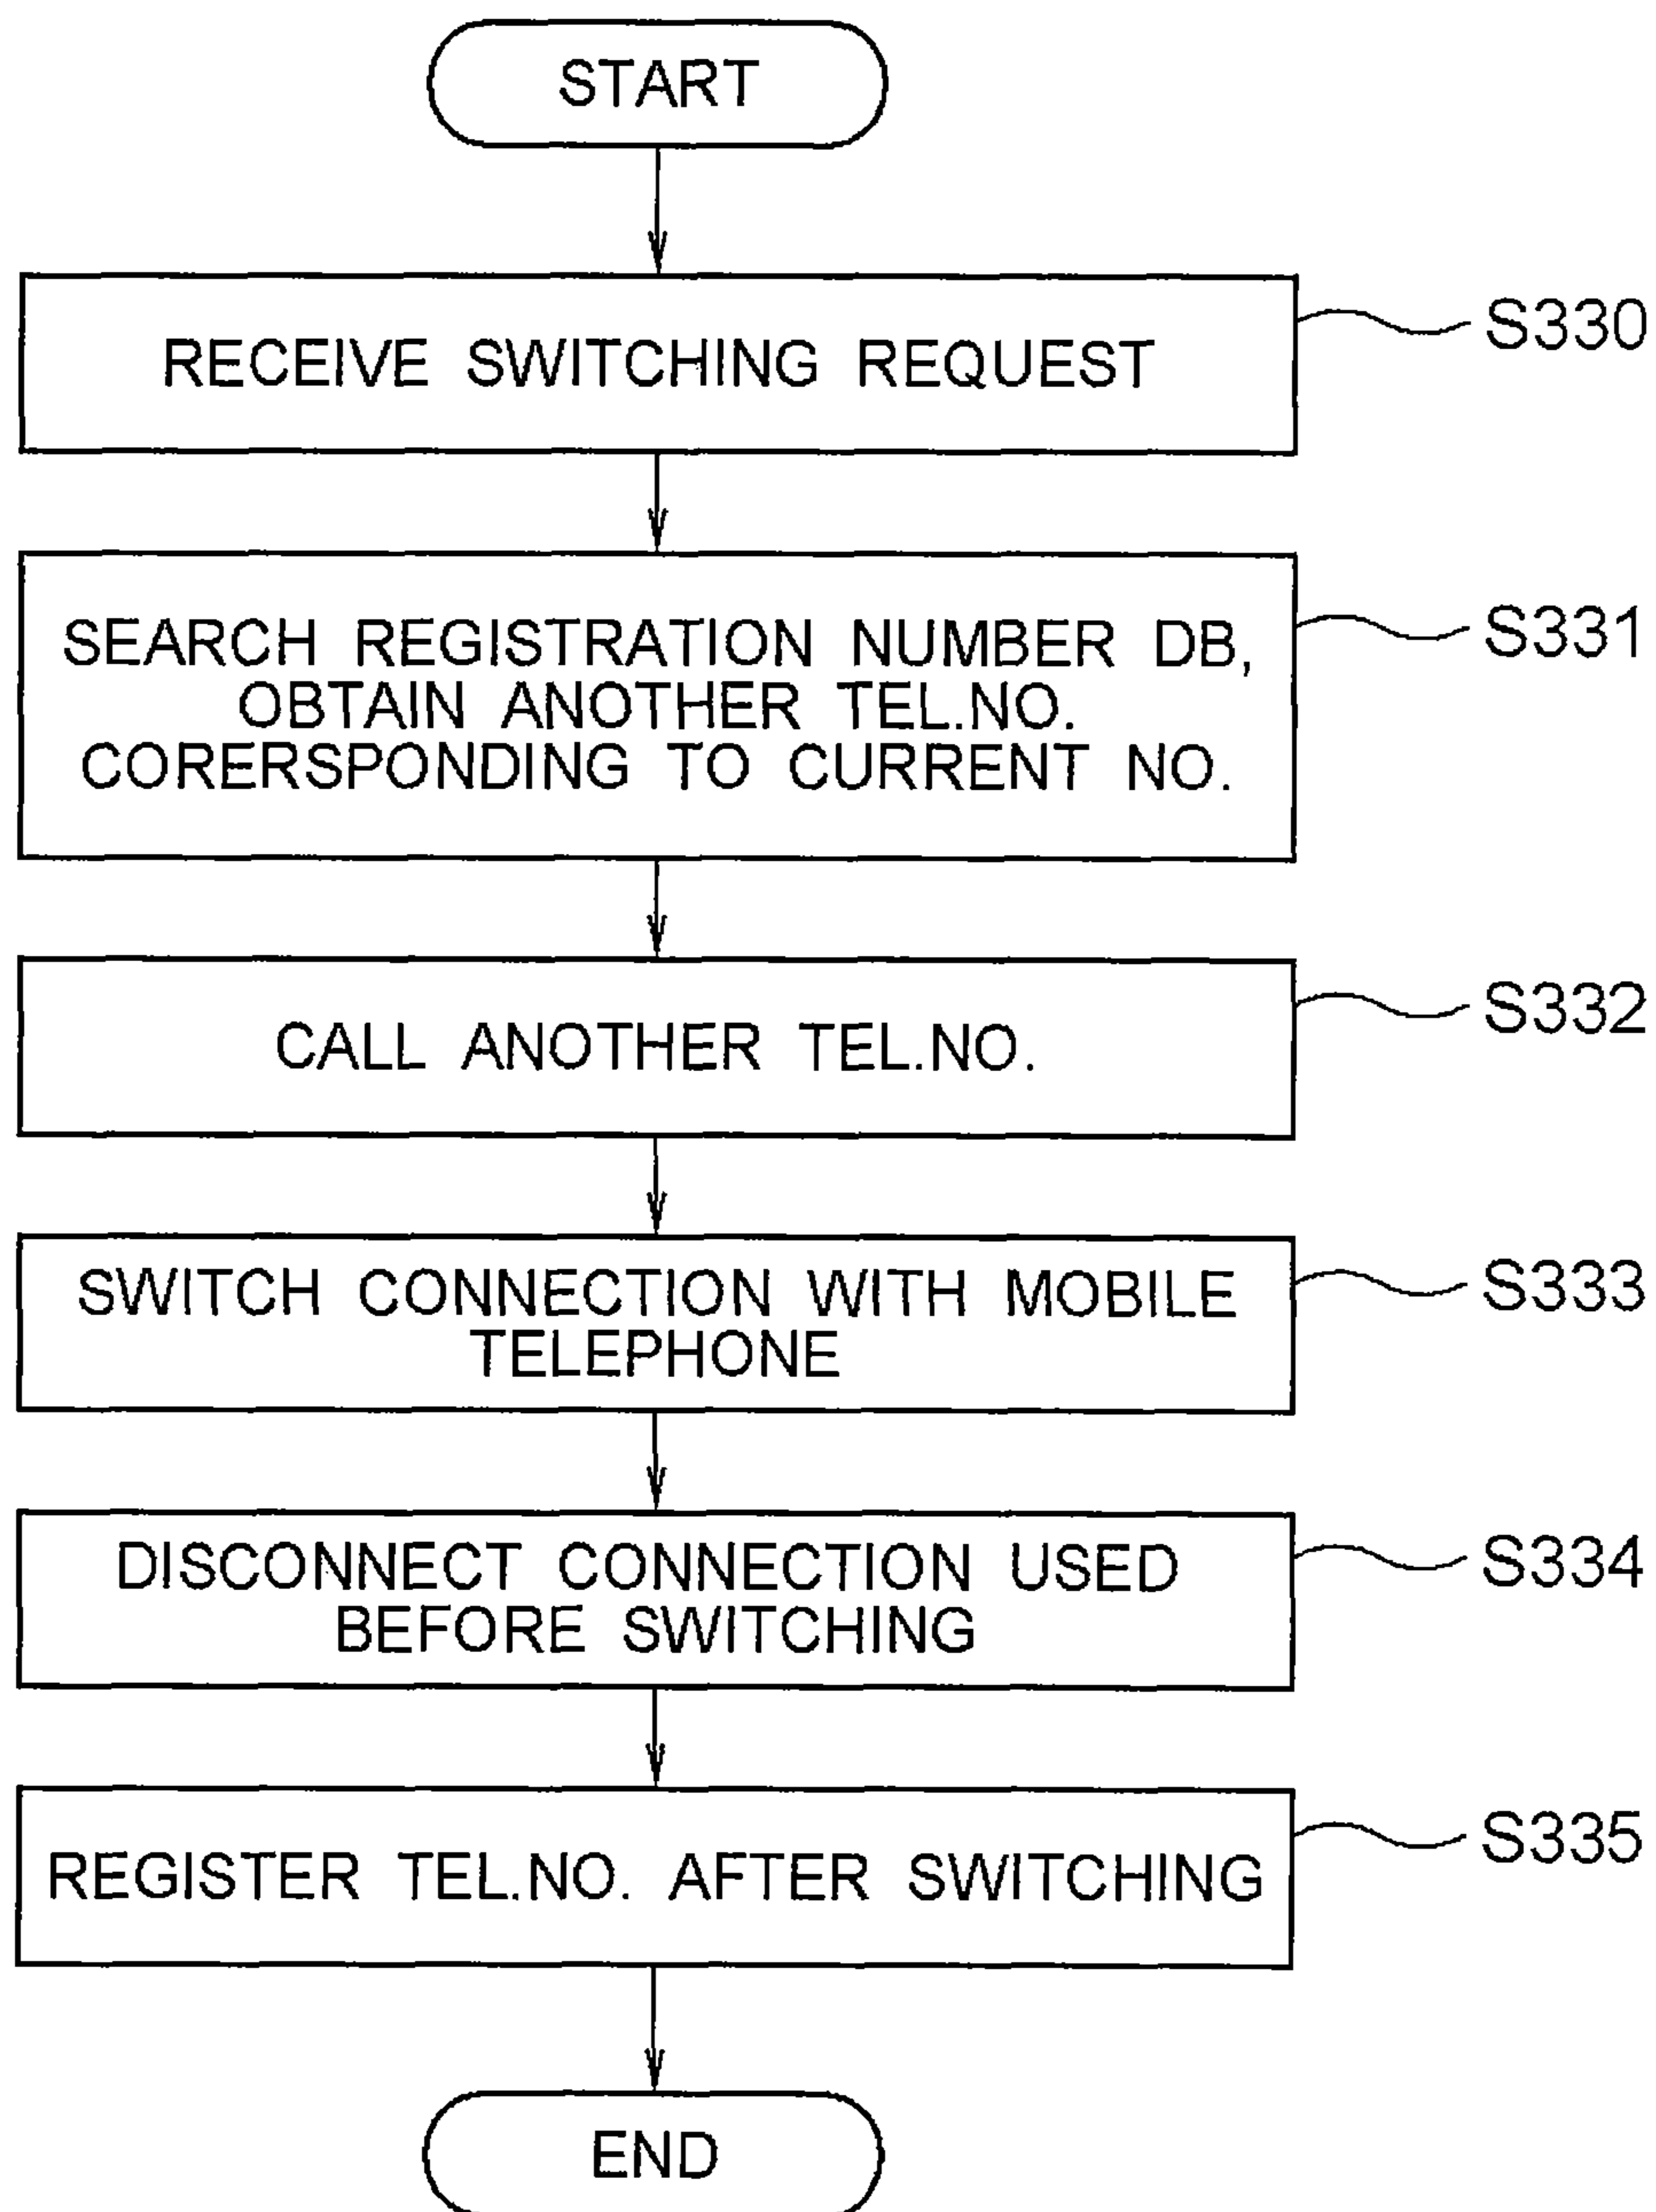 START
RECEIVE SWITCHING REQUEST
S330
SEARCH REGISTRATION NUMBER DB,
OBTAIN ANOTHER TEL.NO.
CORERSPONDING TO CURRENT NO.
S331
CALL ANOTHER TEL.NO.
S332
SWITCH CONNECTION WITH MOBILE
TELEPHONE
S333
DISCONNECT CONNECTION USED
BEFORE SWITCHING
S334
REGISTER TEL.NO. AFTER SWITCHING
S335
END